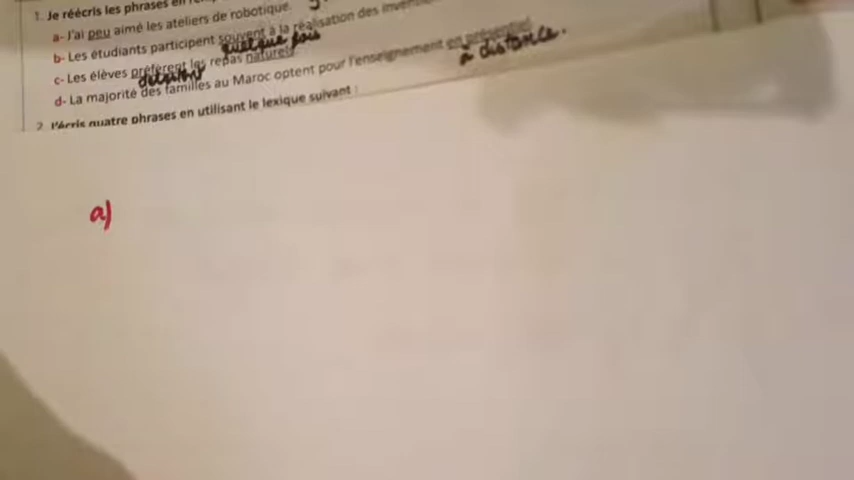 1. Je réécris les phrases en
a- J'ai peu aimé les ateliers de robotique.
b- Les étudiants participent souvent à la réalisation des
quelque fois
c- Les élèves préfèrent les repas naturels.
d- La majorité des familles au Maroc optent pour l'enseignement en présentiel
à distance.
2. J'écris quatre phrases en utilisant le lexique suivant :
a)